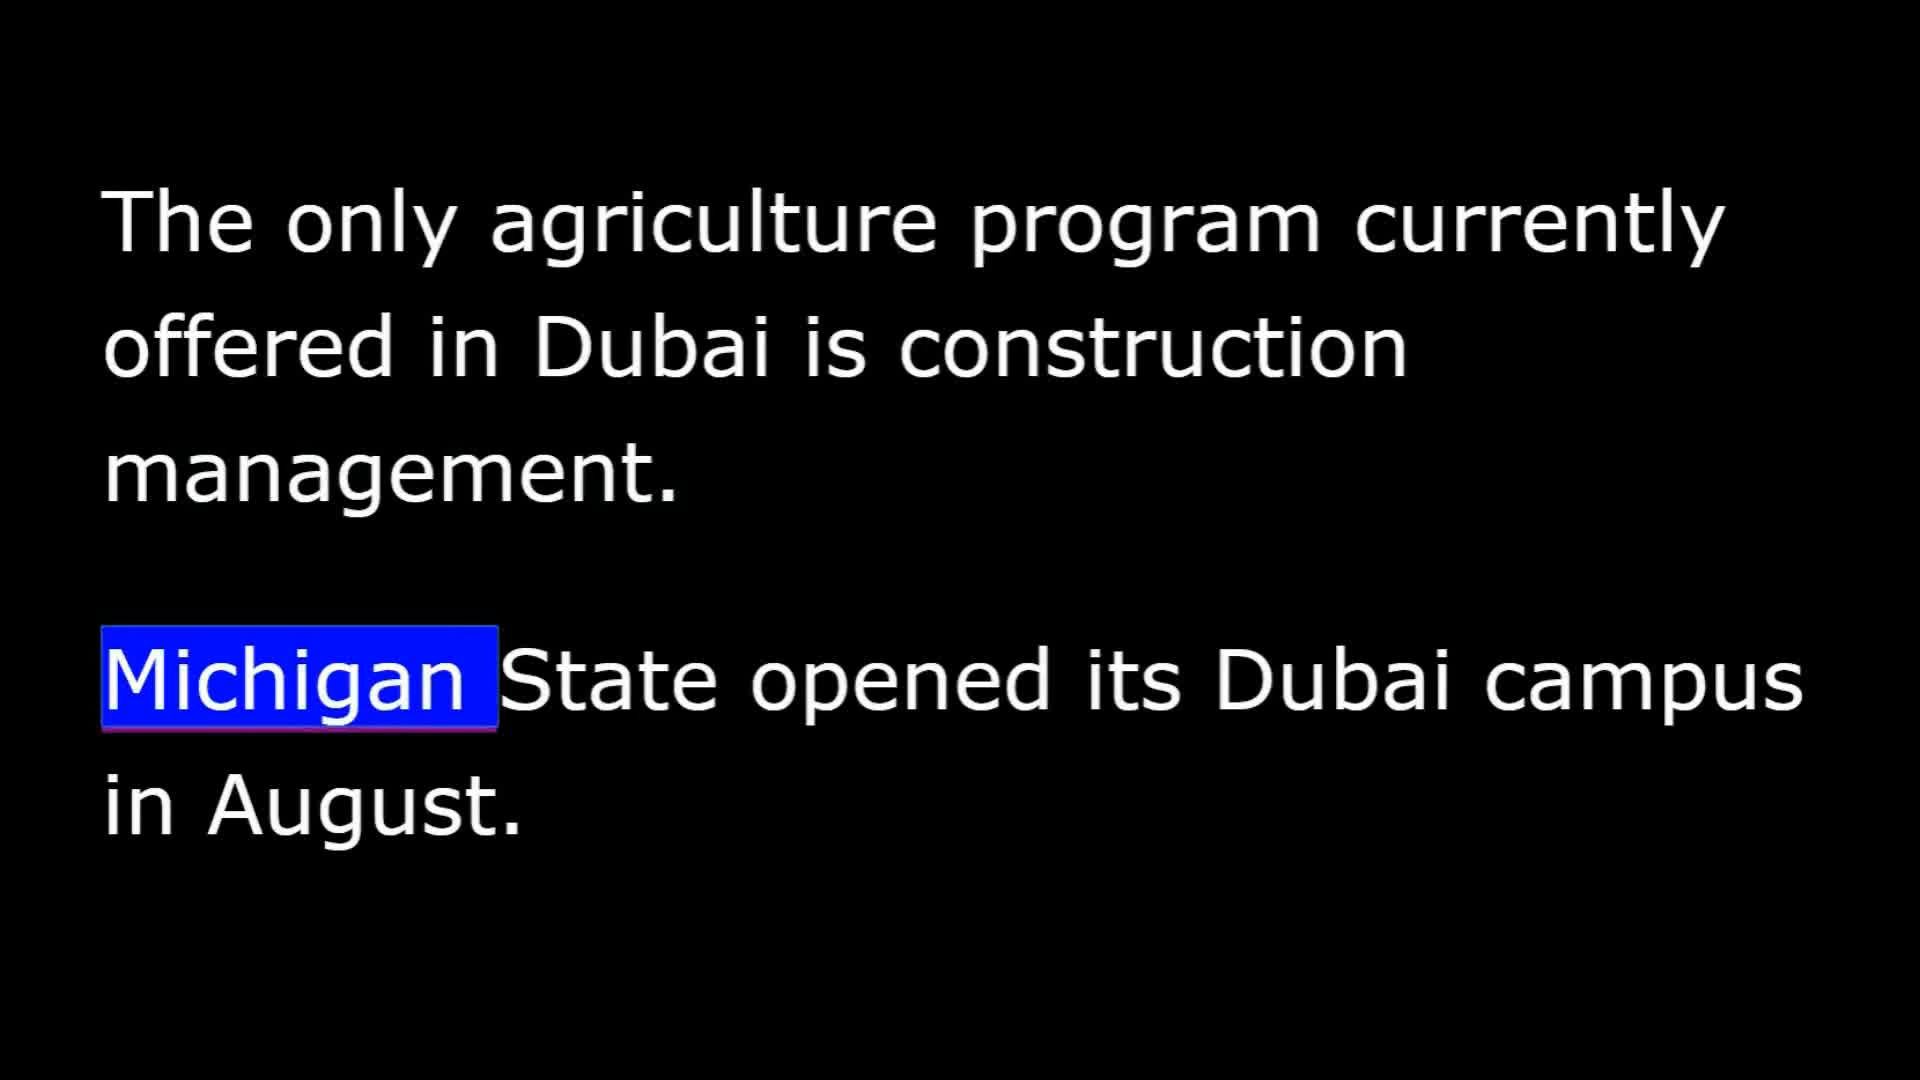 The only agriculture program currently
offered in Dubai is construction
management.
Michigan State opened its Dubai campus
in August.